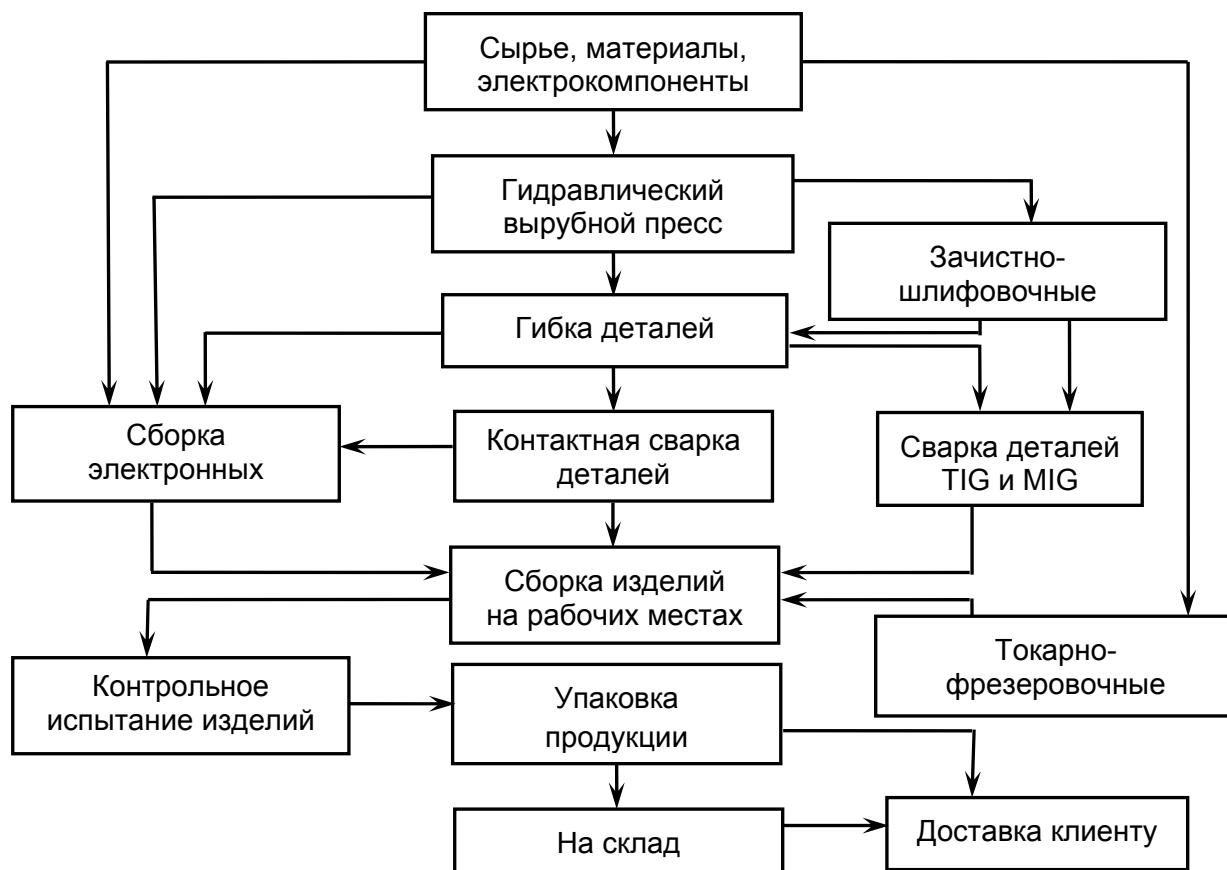 Сырье, материалы,
электрокомпоненты
Гидравлический
вырубной пресс
Зачистно-
шлифовочные
Гибка деталей
Сборка
электронных
Контактная сварка
деталей
Сварка деталей
TIG и MIG
Сборка изделий
на рабочих местах
Токарно-
фрезеровочные
Контрольное
испытание изделий
Упаковка
продукции
На склад
Доставка клиенту